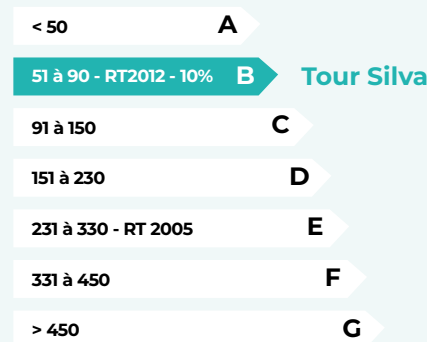 < 50 A
51 à 90 - RT2012 - 10% B Tour Silva
91 à 150 C
151 à 230 D
231 à 330 - RT 2005 E
331 à 450 F
> 450 G